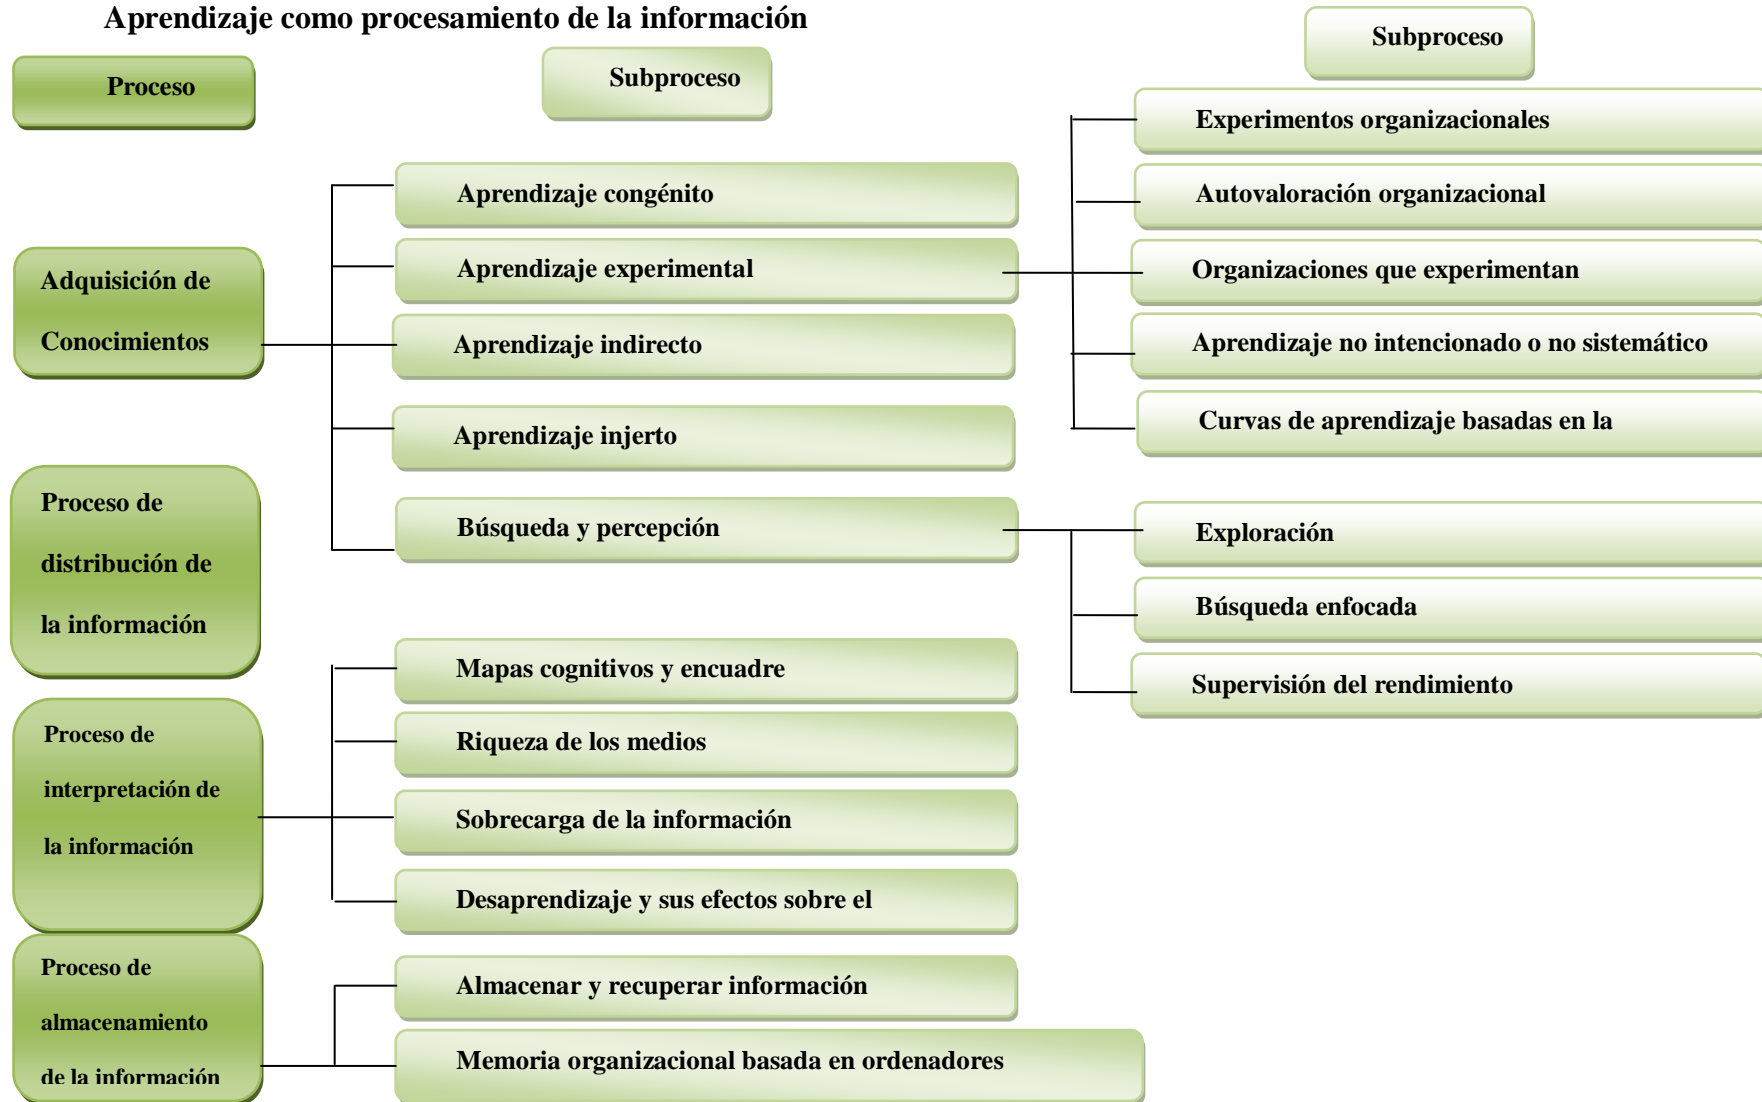 Aprendizaje como procesamiento de la información
Proceso
Subproceso
Subproceso
Adquisición de
Conocimientos
Proceso de
distribución de
la información
Proceso de
interpretación de
la información
Proceso de
almacenamiento
de la información
Aprendizaje congénito
Aprendizaje experimental
Aprendizaje indirecto
Aprendizaje injerto
Búsqueda y percepción
Mapas cognitivos y encuadre
Riqueza de los medios
Sobrecarga de la información
Desaprendizaje y sus efectos sobre el
Almacenar y recuperar información
Memoria organizacional basada en ordenadores
Experimentos organizacionales
Autovaloración organizacional
Organizaciones que experimentan
Aprendizaje no intencionado o no sistemático
Curvas de aprendizaje basadas en la
Exploración
Búsqueda enfocada
Supervisión del rendimiento